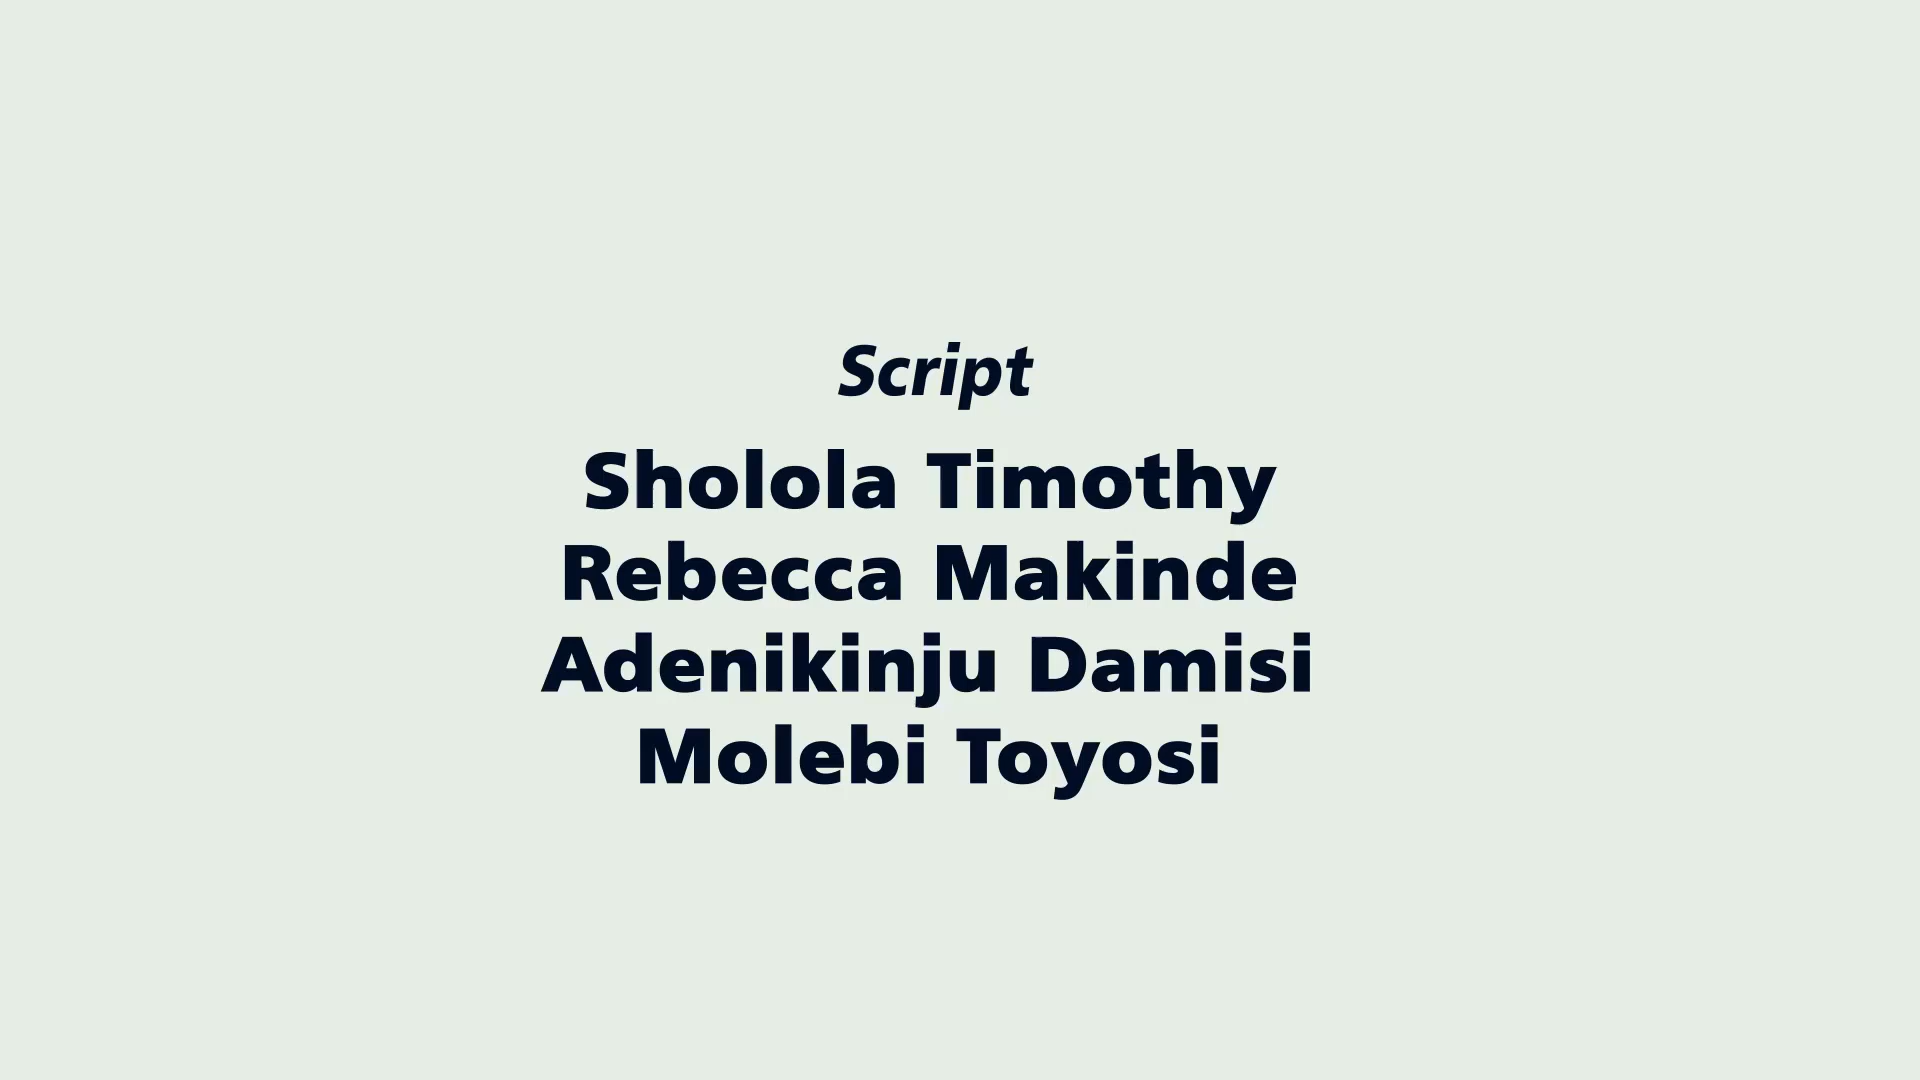 Script
Sholola Timothy
Rebecca Makinde
Adenikinju Damisi
Molebi Toyosi